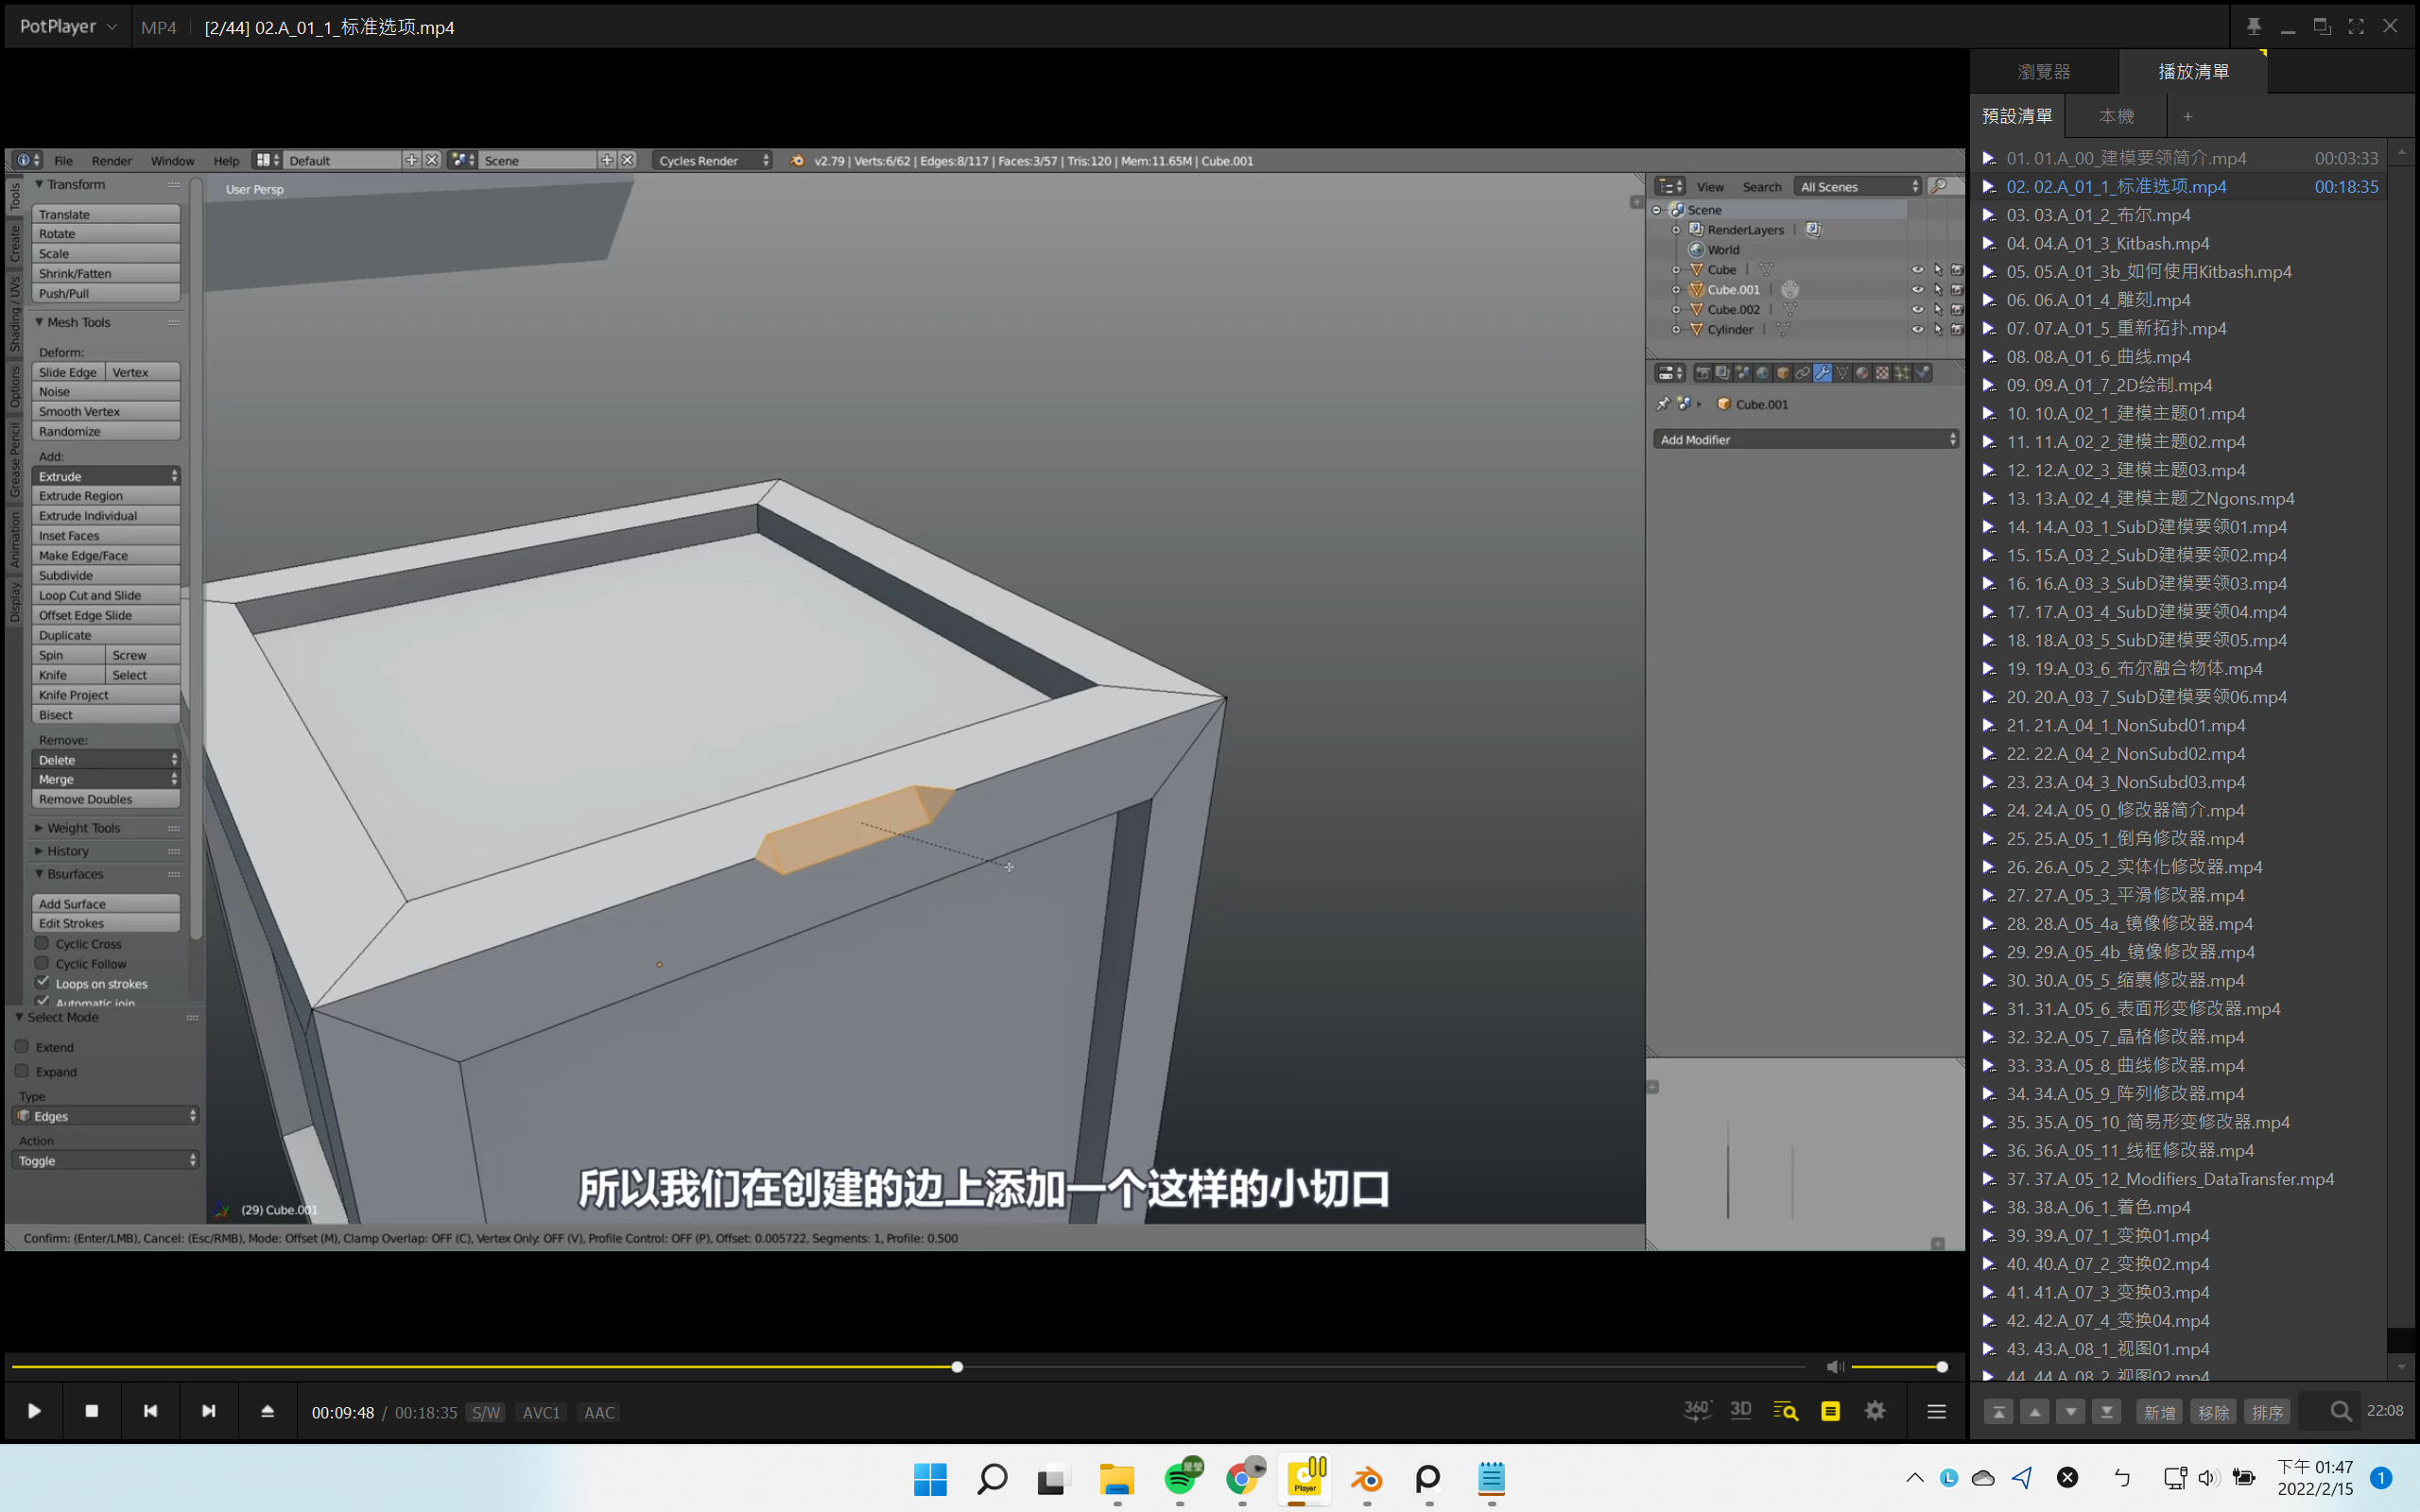 PotPlayer MP4 [2/44] 02.A_01_1_标准选项.mp4
瀏覽器 播放清單
預設清單 本機 +
File Render Window Help Default Scene Cycles Render v2.79 | Verts:6/62 | Edges:8/117 | Faces:3/57 | Tris:120 | Mem:11.65M | Cube.001
Tools
Create
Shading / UVs
Options
Grease Pencil
Animation
Display
Transform
Translate
Rotate
Scale
Shrink/Fatten
Push/Pull
Mesh Tools
Deform:
Slide Edge Vertex
Noise
Smooth Vertex
Randomize
Add:
Extrude
Extrude Region
Extrude Individual
Inset Faces
Make Edge/Face
Subdivide
Loop Cut and Slide
Offset Edge Slide
Duplicate
Spin Screw
Knife Select
Knife Project
Bisect
Remove:
Delete
Merge
Remove Doubles
Weight Tools
History
Bsurfaces
Add Surface
Edit Strokes
Cyclic Cross
Cyclic Follow
Loops on strokes
Automatic join
Select Mode
Extend
Expand
Type
Edges
Action
Toggle
User Persp
(29) Cube.001
所以我们在创建的边上添加一个这样的小切口
Confirm: (Enter/LMB), Cancel: (Esc/RMB), Mode: Offset (M), Clamp Overlap: OFF (C), Vertex Only: OFF (V), Profile Control: OFF (P), Offset: 0.005722, Segments: 1, Profile: 0.500
View Search All Scenes
Scene
RenderLayers
World
Cube
Cube.001
Cube.002
Cylinder
Cube.001
Add Modifier
01. 01.A_00_建模要领简介.mp4 00:03:33
02. 02.A_01_1_标准选项.mp4 00:18:35
03. 03.A_01_2_布尔.mp4
04. 04.A_01_3_Kitbash.mp4
05. 05.A_01_3b_如何使用Kitbash.mp4
06. 06.A_01_4_雕刻.mp4
07. 07.A_01_5_重新拓扑.mp4
08. 08.A_01_6_曲线.mp4
09. 09.A_01_7_2D绘制.mp4
10. 10.A_02_1_建模主题01.mp4
11. 11.A_02_2_建模主题02.mp4
12. 12.A_02_3_建模主题03.mp4
13. 13.A_02_4_建模主题之Ngons.mp4
14. 14.A_03_1_SubD建模要领01.mp4
15. 15.A_03_2_SubD建模要领02.mp4
16. 16.A_03_3_SubD建模要领03.mp4
17. 17.A_03_4_SubD建模要领04.mp4
18. 18.A_03_5_SubD建模要领05.mp4
19. 19.A_03_6_布尔融合物体.mp4
20. 20.A_03_7_SubD建模要领06.mp4
21. 21.A_04_1_NonSubd01.mp4
22. 22.A_04_2_NonSubd02.mp4
23. 23.A_04_3_NonSubd03.mp4
24. 24.A_05_0_修改器简介.mp4
25. 25.A_05_1_倒角修改器.mp4
26. 26.A_05_2_实体化修改器.mp4
27. 27.A_05_3_平滑修改器.mp4
28. 28.A_05_4a_镜像修改器.mp4
29. 29.A_05_4b_镜像修改器.mp4
30. 30.A_05_5_缩裹修改器.mp4
31. 31.A_05_6_表面形变修改器.mp4
32. 32.A_05_7_晶格修改器.mp4
33. 33.A_05_8_曲线修改器.mp4
34. 34.A_05_9_阵列修改器.mp4
35. 35.A_05_10_简易形变修改器.mp4
36. 36.A_05_11_线框修改器.mp4
37. 37.A_05_12_Modifiers_DataTransfer.mp4
38. 38.A_06_1_着色.mp4
39. 39.A_07_1_变换01.mp4
40. 40.A_07_2_变换02.mp4
41. 41.A_07_3_变换03.mp4
42. 42.A_07_4_变换04.mp4
43. 43.A_08_1_视图01.mp4
44. 44.A_08_2_视图02.mp4
00:09:48 / 00:18:35 S/W AVC1 AAC
360° 3D
新增 移除 排序 22:08
Player
下午 01:47
2022/2/15
1